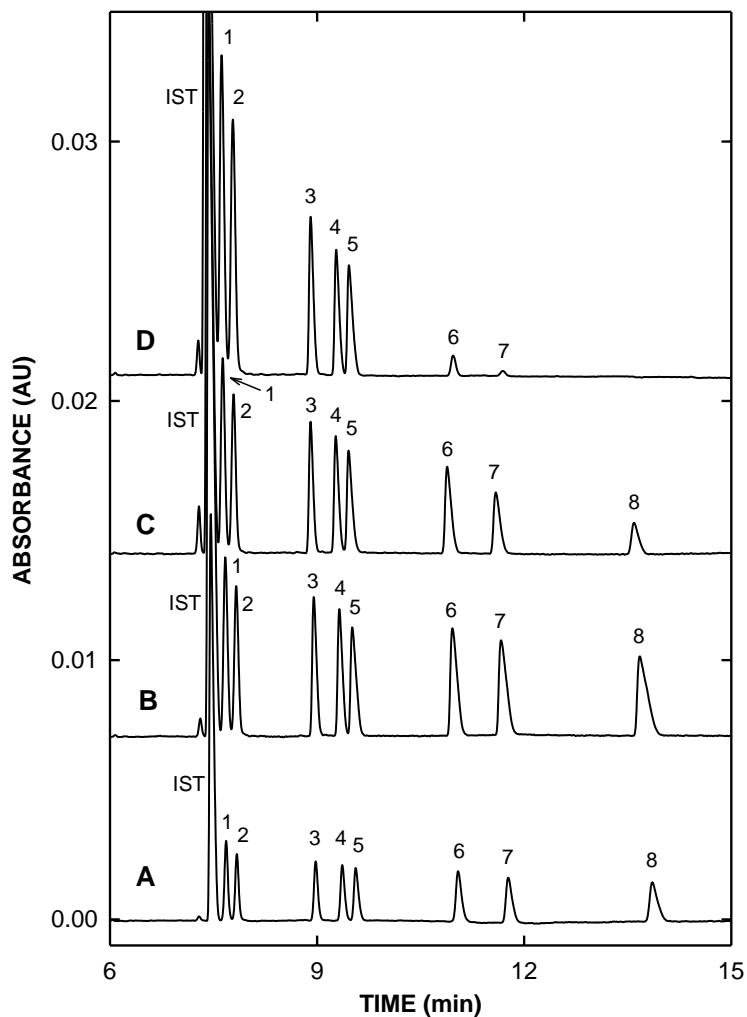 1
IST 2
0.03
3
4 5
D 6 7
1
0.02
IST 2 3 4 5
6
7
8
C
IST 1 2 3 4 5 6 7 8
0.01
B
IST
1 2 3 4 5 6 7 8
A
0.00
6 9 12 15
TIME (min)
ABSORBANCE (AU)